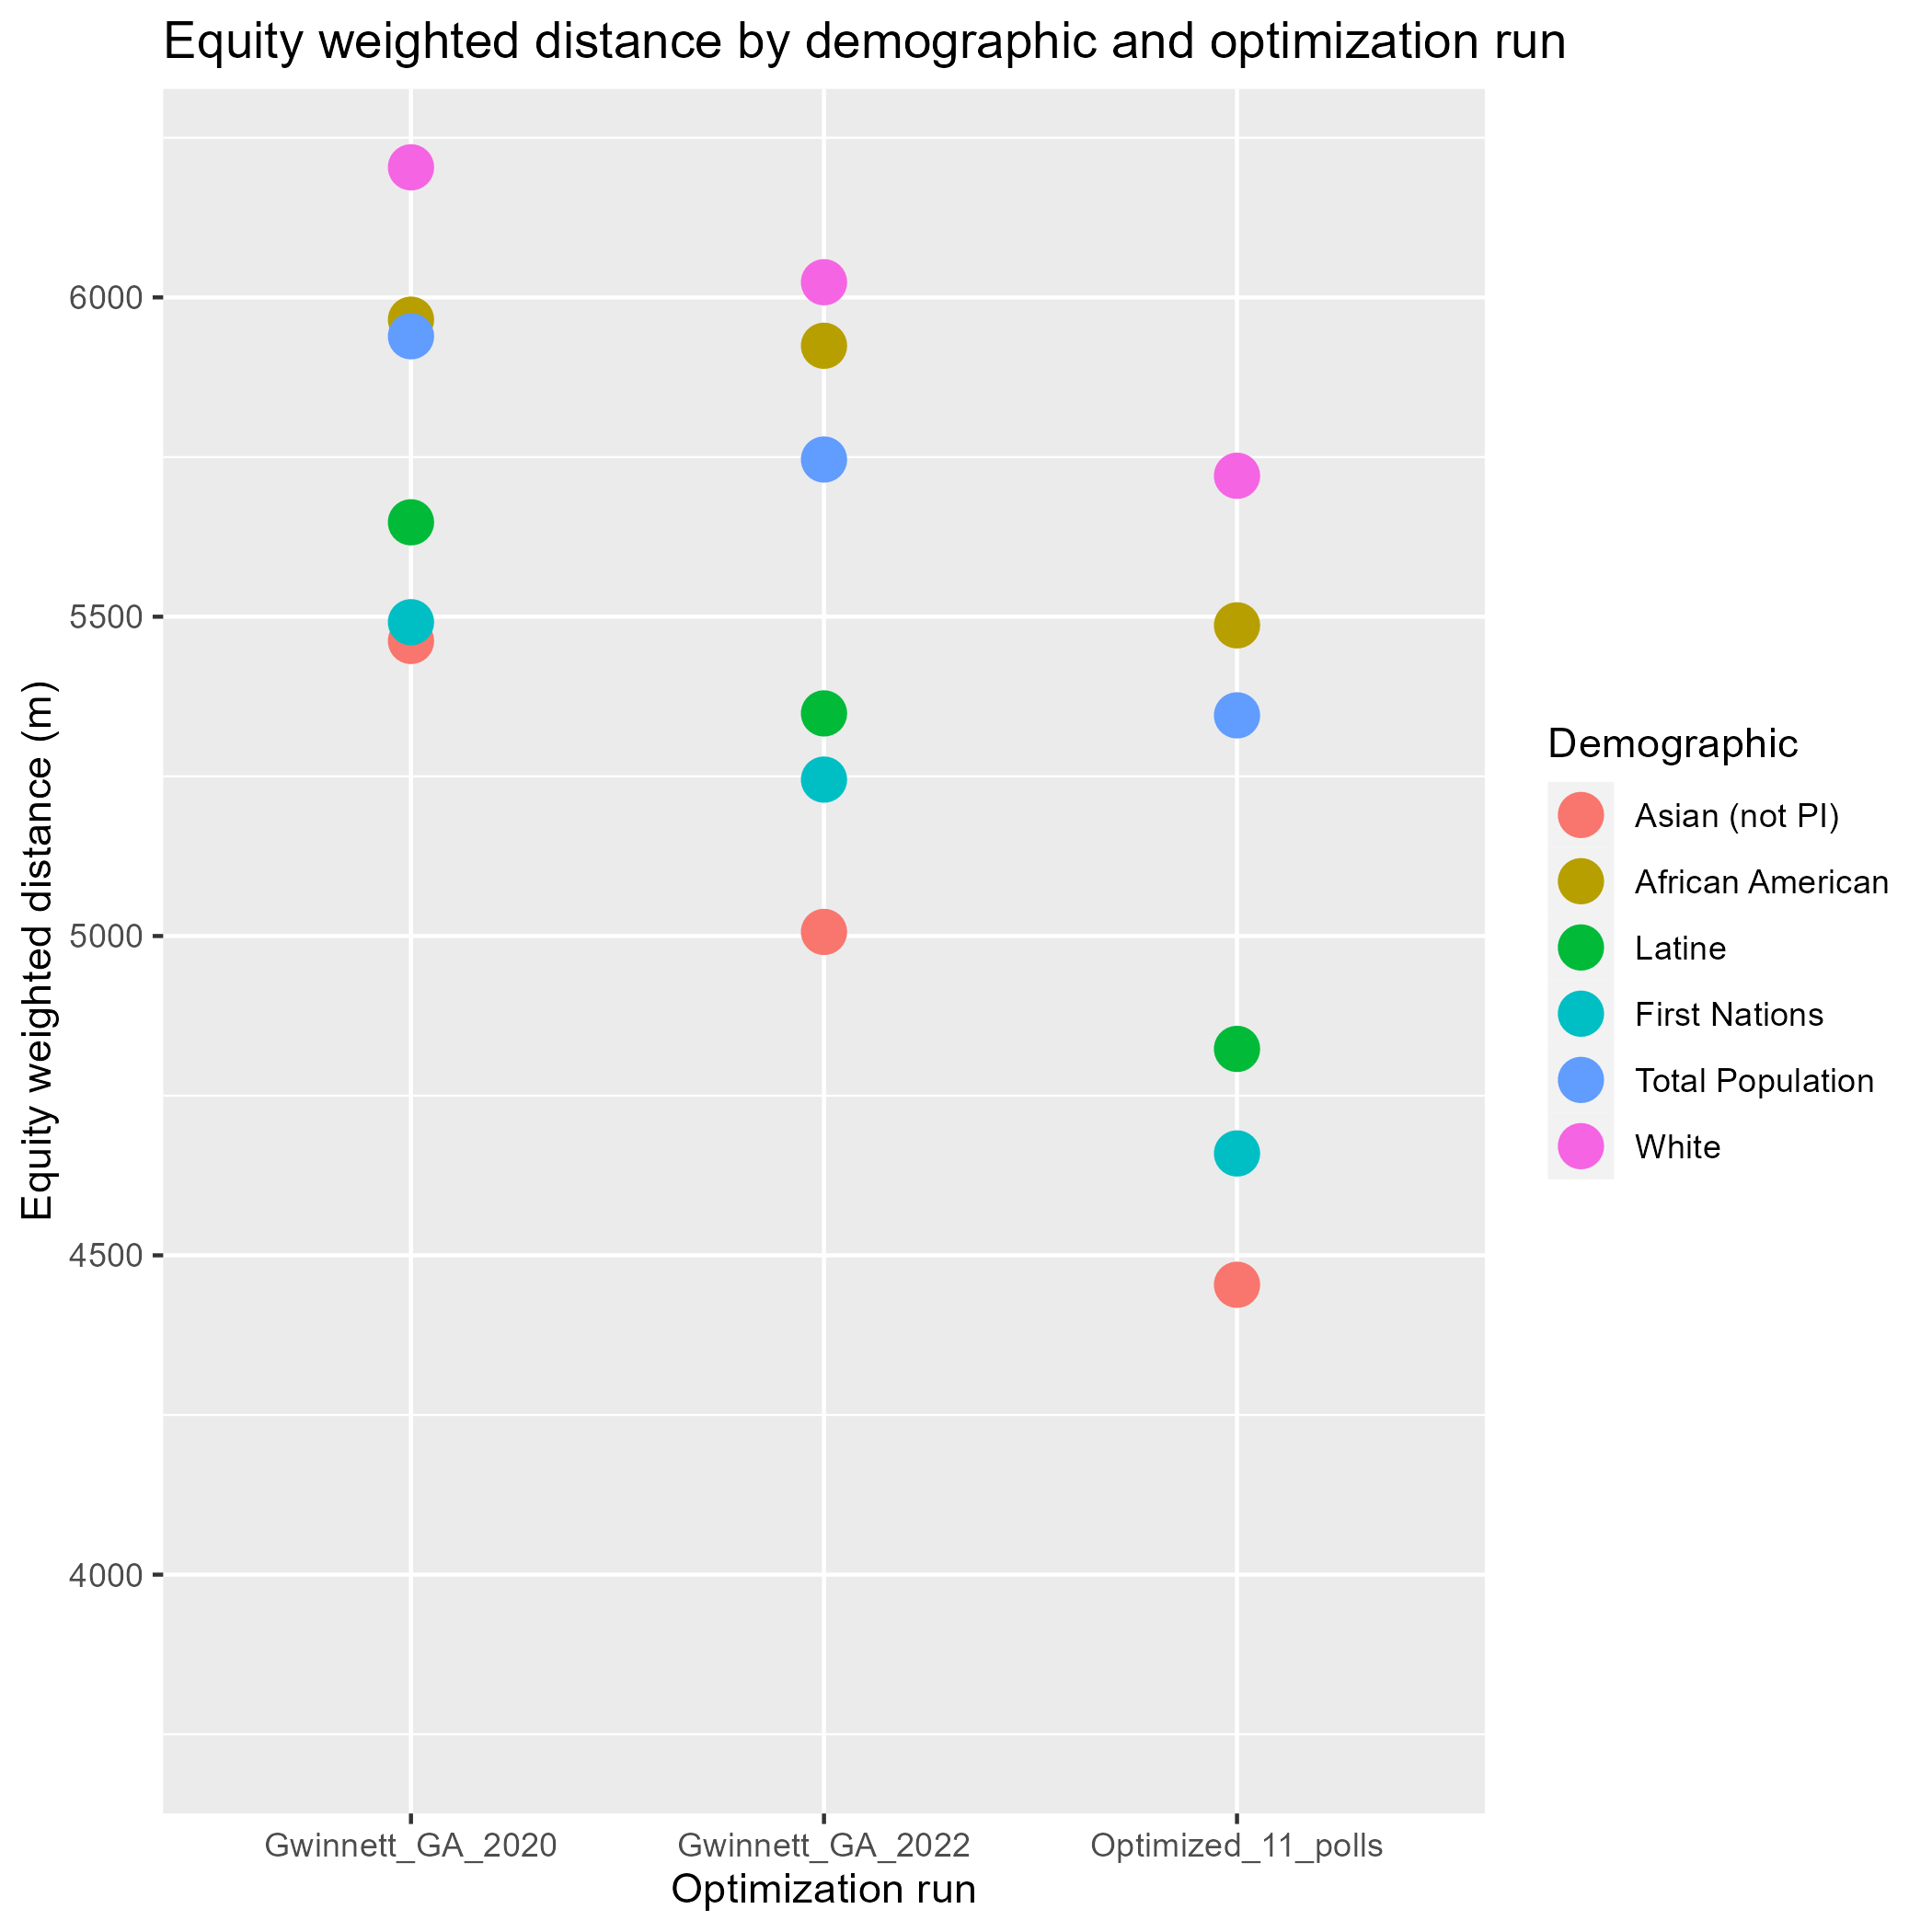 Equity weighted distance by demographic and optimization run
Equity weighted distance (m)
6000
5500
5000
4500
4000
Gwinnett_GA_2020
Gwinnett_GA_2022
Optimized_11_polls
Optimization run
Demographic
Asian (not PI)
African American
Latine
First Nations
Total Population
White